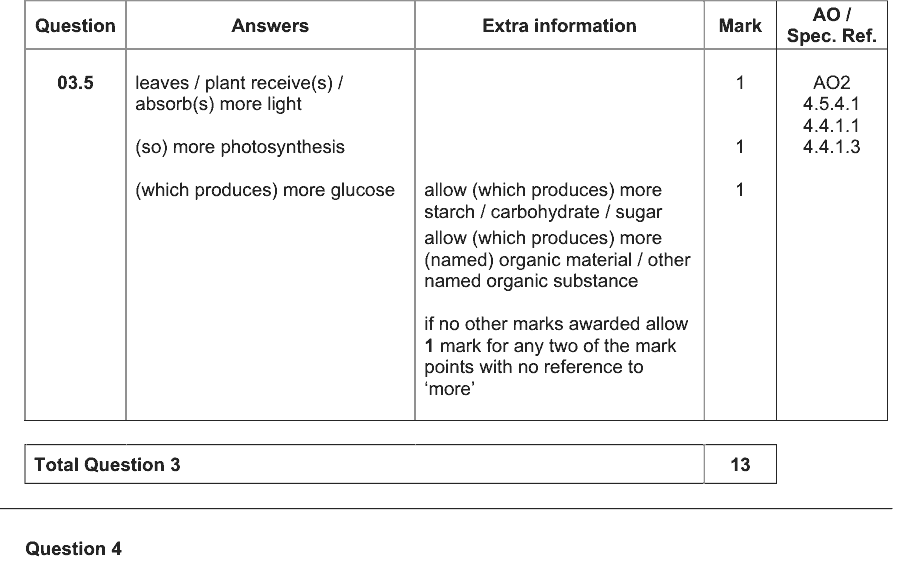 Question Answers Extra information Mark AO /
Spec. Ref.
03.5 leaves / plant receive(s) /
absorb(s) more light 1 AO2
4.5.4.1
4.4.1.1
(so) more photosynthesis 1 4.4.1.3
(which produces) more glucose allow (which produces) more 1
starch / carbohydrate / sugar
allow (which produces) more
(named) organic material / other
named organic substance
if no other marks awarded allow
1 mark for any two of the mark
points with no reference to
‘more’
Total Question 3 13
Question 4